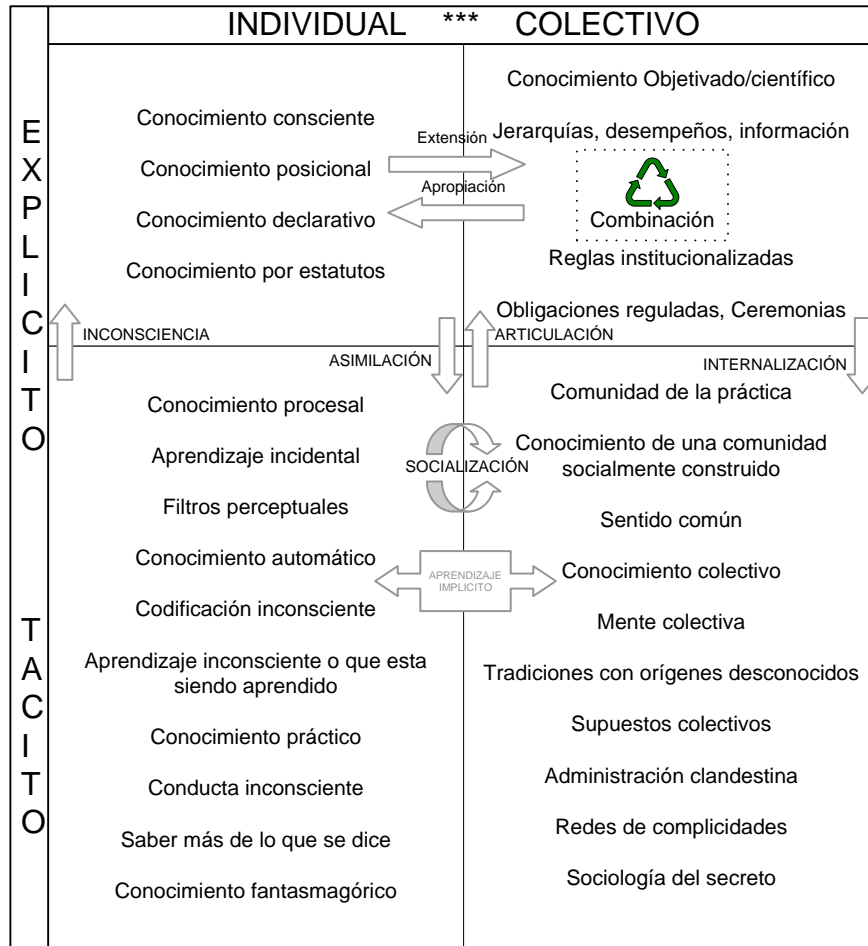 INDIVIDUAL *** COLECTIVO
EXPLICITO
Conocimiento consciente
Conocimiento posicional
Conocimiento declarativo
Conocimiento por estatutos
Extensión
Apropiación
Conocimiento Objetivado/científico
Jerarquías, desempeños, información
Combinación
Reglas institucionalizadas
Obligaciones reguladas, Ceremonias
INCONSCIENCIA
ASIMILACIÓN
ARTICULACIÓN
INTERNALIZACIÓN
TACITO
Conocimiento procesal
Aprendizaje incidental
Filtros perceptuales
Conocimiento automático
Codificación inconsciente
Aprendizaje inconsciente o que esta
siendo aprendido
Conocimiento práctico
Conducta inconsciente
Saber más de lo que se dice
Conocimiento fantasmagórico
SOCIALIZACIÓN
APRENDIZAJE
IMPLICITO
Comunidad de la práctica
Conocimiento de una comunidad
socialmente construido
Sentido común
Conocimiento colectivo
Mente colectiva
Tradiciones con orígenes desconocidos
Supuestos colectivos
Administración clandestina
Redes de complicidades
Sociología del secreto